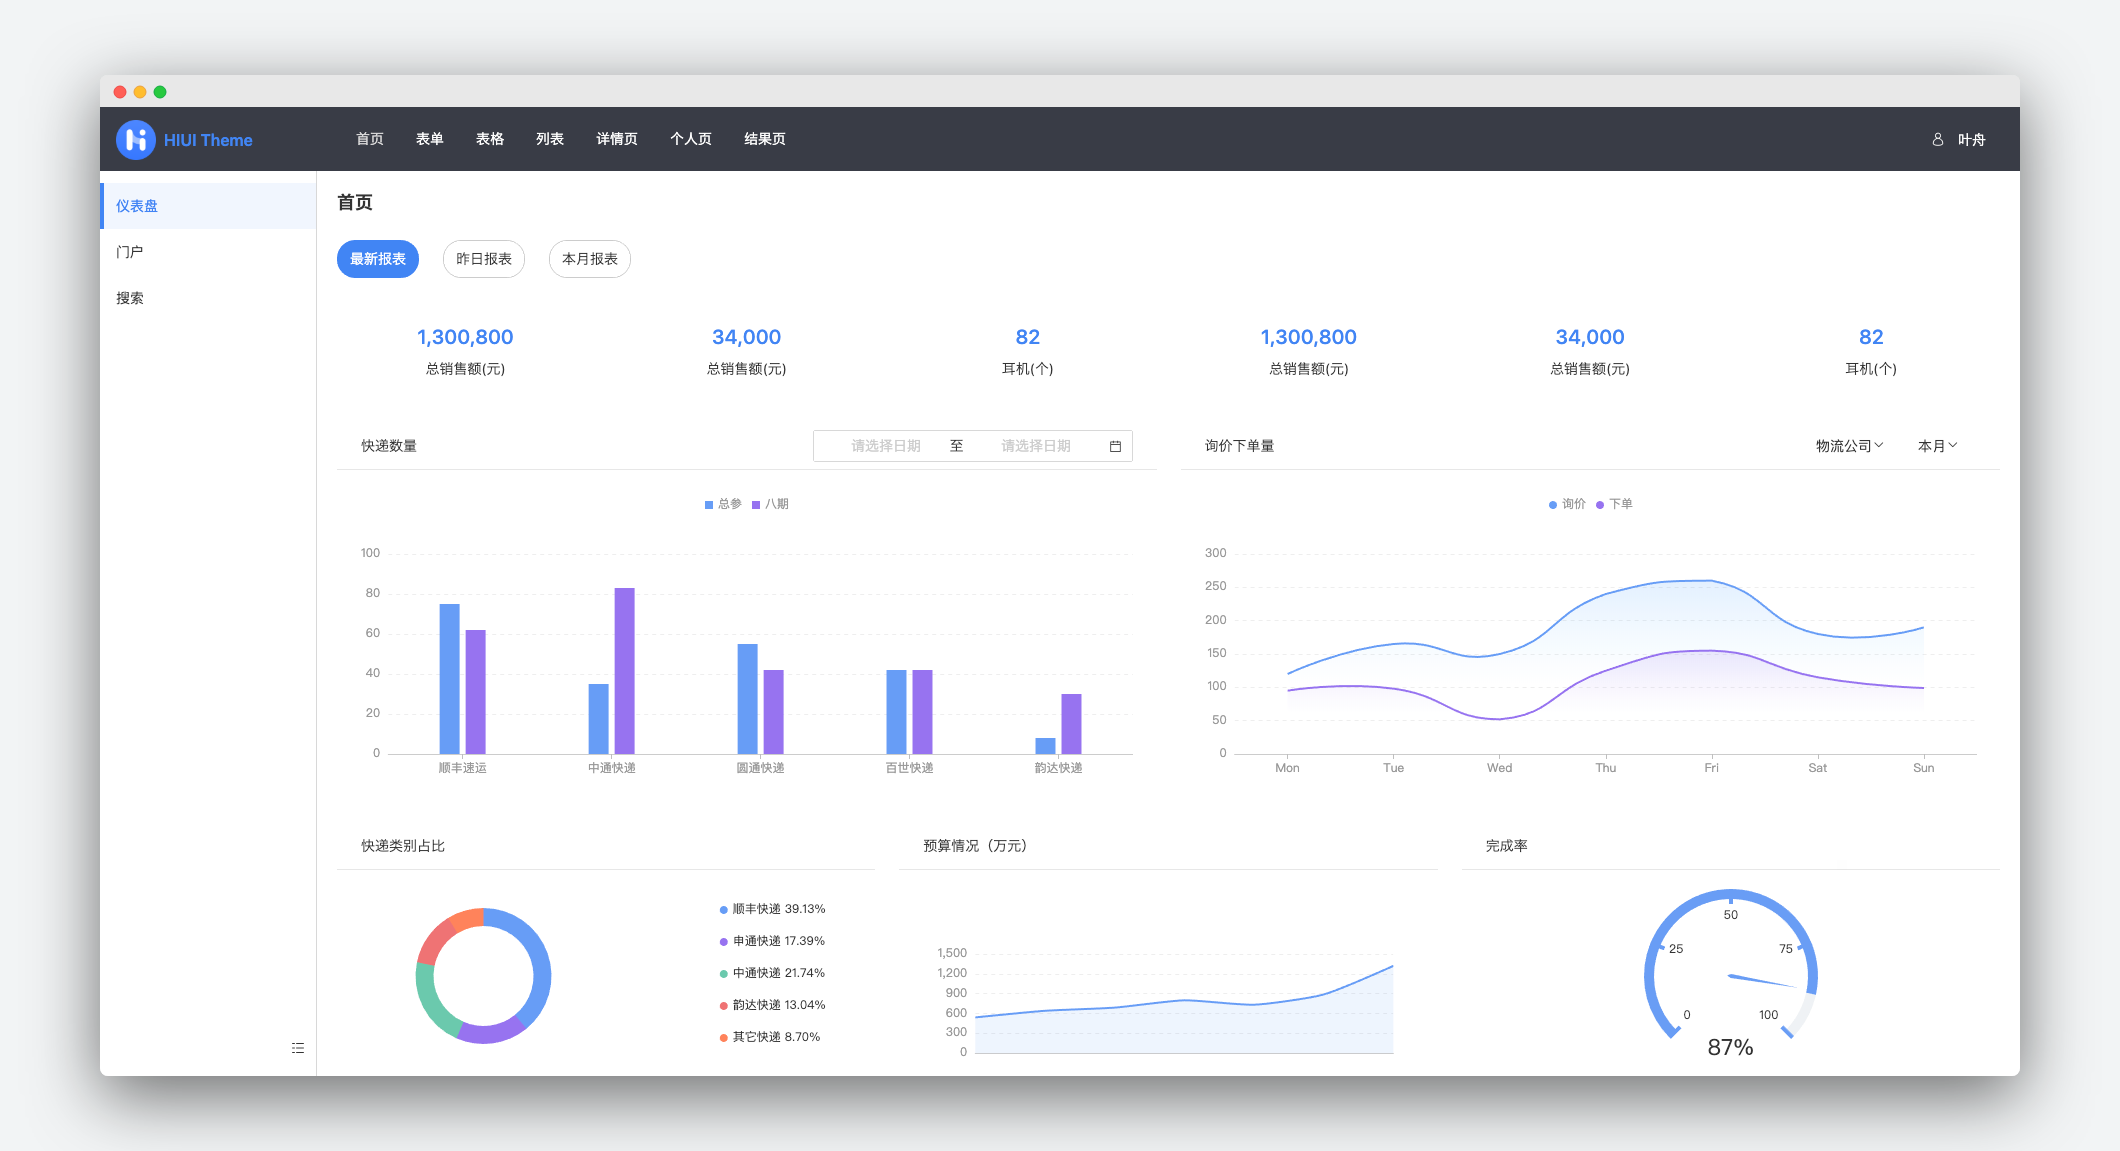 HIUI Theme 首页 表单 表格 列表 详情页 个人页 结果页 叶舟
仪表盘
门户
搜索
首页
最新报表 昨日报表 本月报表
1,300,800 34,000 82 1,300,800 34,000 82
总销售额(元) 总销售额(元) 耳机(个) 总销售额(元) 总销售额(元) 耳机(个)
快递数量 请选择日期 至 请选择日期
总参 八期
100
80
60
40
20
0
顺丰速运 中通快递 圆通快递 百世快递 韵达快递
询价下单量 物流公司 本月
询价 下单
300
250
200
150
100
50
0
Mon Tue Wed Thu Fri Sat Sun
快递类别占比
顺丰快递 39.13%
申通快递 17.39%
中通快递 21.74%
韵达快递 13.04%
其它快递 8.70%
预算情况（万元）
1,500
1,200
900
600
300
0
完成率
50
25 75
0 100
87%